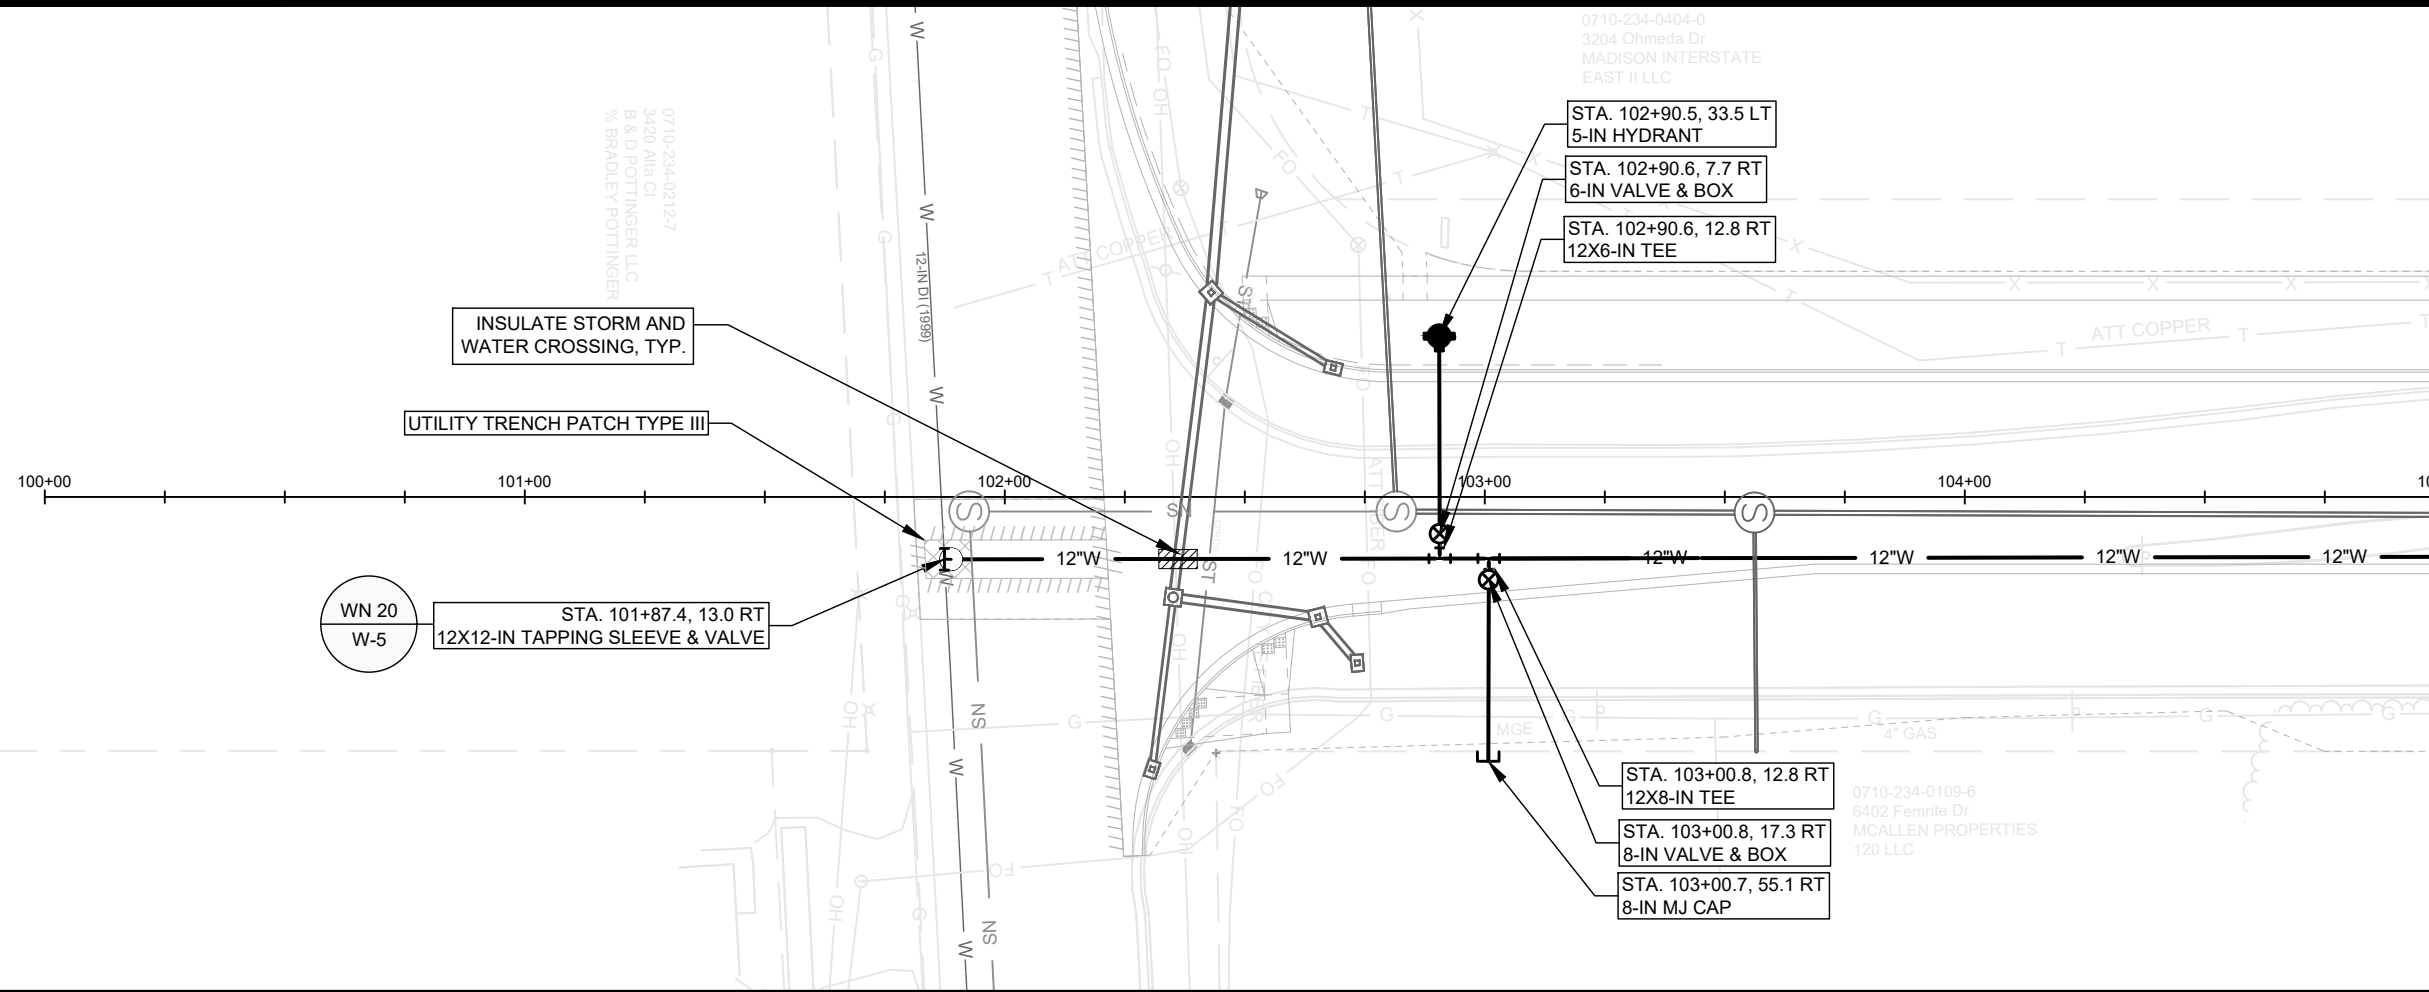 0710-234-0404-0
3204 Ohmeda Dr
MADISON INTERSTATE
EAST II LLC
0710-234-0212-7
3420 Alta Ct
B & D POTTINGER LLC
% BRADLEY POTTINGER
STA. 102+90.5, 33.5 LT
5-IN HYDRANT
STA. 102+90.6, 7.7 RT
6-IN VALVE & BOX
STA. 102+90.6, 12.8 RT
12X6-IN TEE
INSULATE STORM AND
WATER CROSSING, TYP.
UTILITY TRENCH PATCH TYPE III
12-IN DI (1999)
ATT COPPER
ATT COPPER
100+00
101+00
102+00
103+00
104+00
12"W
12"W
12"W
12"W
12"W
12"W
WN 20
W-5
STA. 101+87.4, 13.0 RT
12X12-IN TAPPING SLEEVE & VALVE
MGE
4" GAS
STA. 103+00.8, 12.8 RT
12X8-IN TEE
STA. 103+00.8, 17.3 RT
8-IN VALVE & BOX
STA. 103+00.7, 55.1 RT
8-IN MJ CAP
0710-234-0109-6
6402 Femrite Dr
MCALLEN PROPERTIES
120 LLC